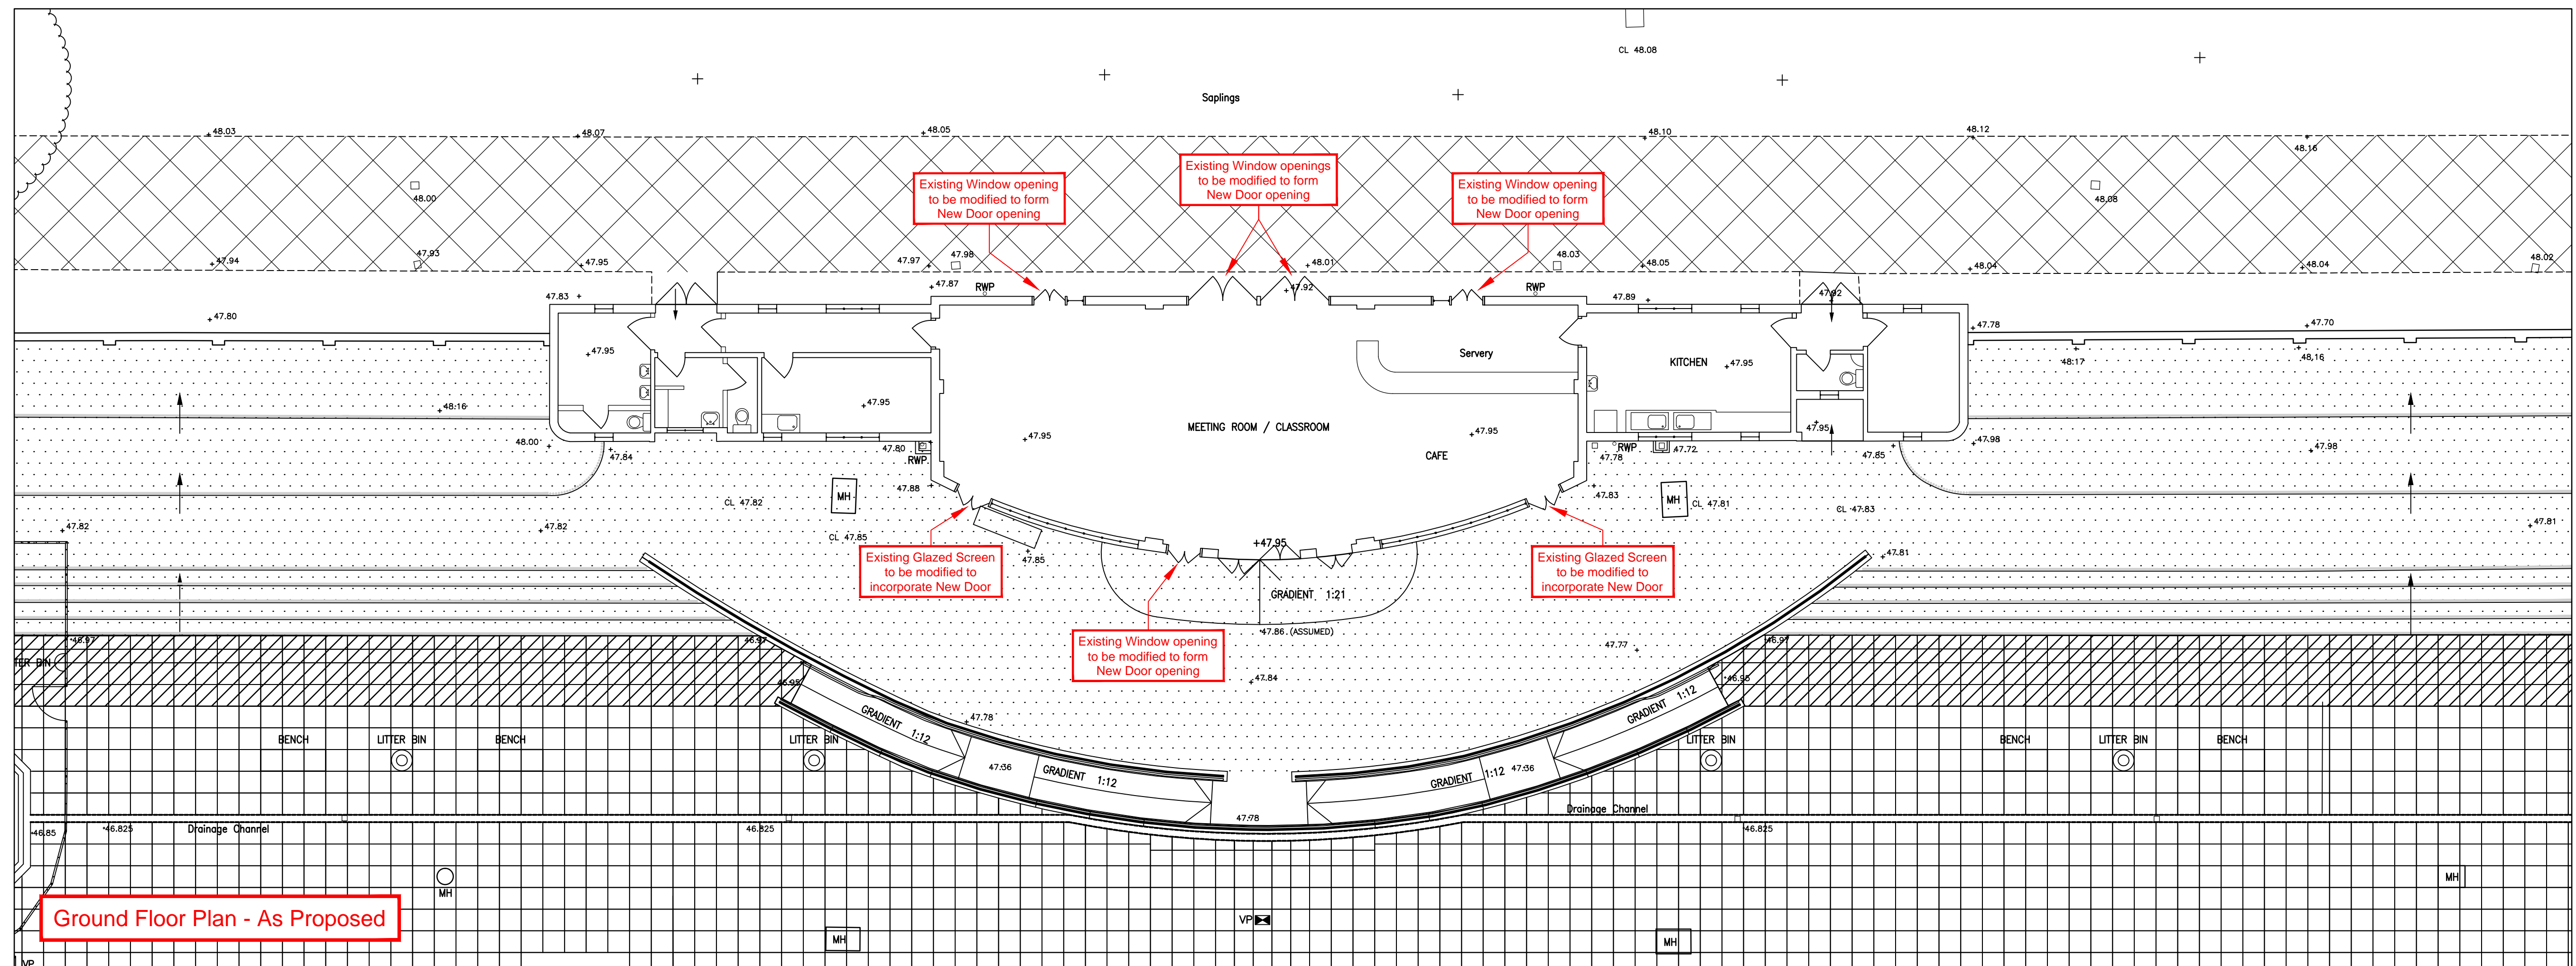 CL 48.08
Saplings
48.03
48.07
48.05
48.10
48.12
48.16
Existing Window opening
to be modified to form
New Door opening
Existing Window openings
to be modified to form
New Door opening
Existing Window opening
to be modified to form
New Door opening
48.00
48.08
47.94
47.93
47.95
47.97
47.98
48.01
48.03
48.05
48.04
48.04
48.02
47.83
47.87
RWP
47.92
RWP
47.89
47.92
47.80
47.78
47.70
47.95
Servery
KITCHEN
47.95
48.17
48.16
48.16
47.95
MEETING ROOM / CLASSROOM
47.95
47.95
CAFE
47.95
48.00
47.84
47.80
RWP
RWP
47.78
47.72
47.85
47.98
47.98
47.88
MH
CL 47.82
47.83
MH
CL 47.81
CL 47.83
47.82
47.82
CL 47.85
47.81
Existing Glazed Screen
to be modified to
incorporate New Door
47.85
+47.95
Existing Glazed Screen
to be modified to
incorporate New Door
47.81
GRADIENT 1:21
47.86 (ASSUMED)
Existing Window opening
to be modified to form
New Door opening
46.97
46.97
47.77
46.97
TER BIN
46.95
47.84
46.95
GRADIENT 1:12
47.78
GRADIENT 1:12
BENCH
LITTER BIN
BENCH
LITTER BIN
LITTER BIN
BENCH
LITTER BIN
BENCH
47.36
GRADIENT 1:12
GRADIENT 1:12
47.36
Drainage Channel
47.78
46.85
46.825
Drainage Channel
46.825
46.825
MH
MH
Ground Floor Plan - As Proposed
VP
MH
MH
VP